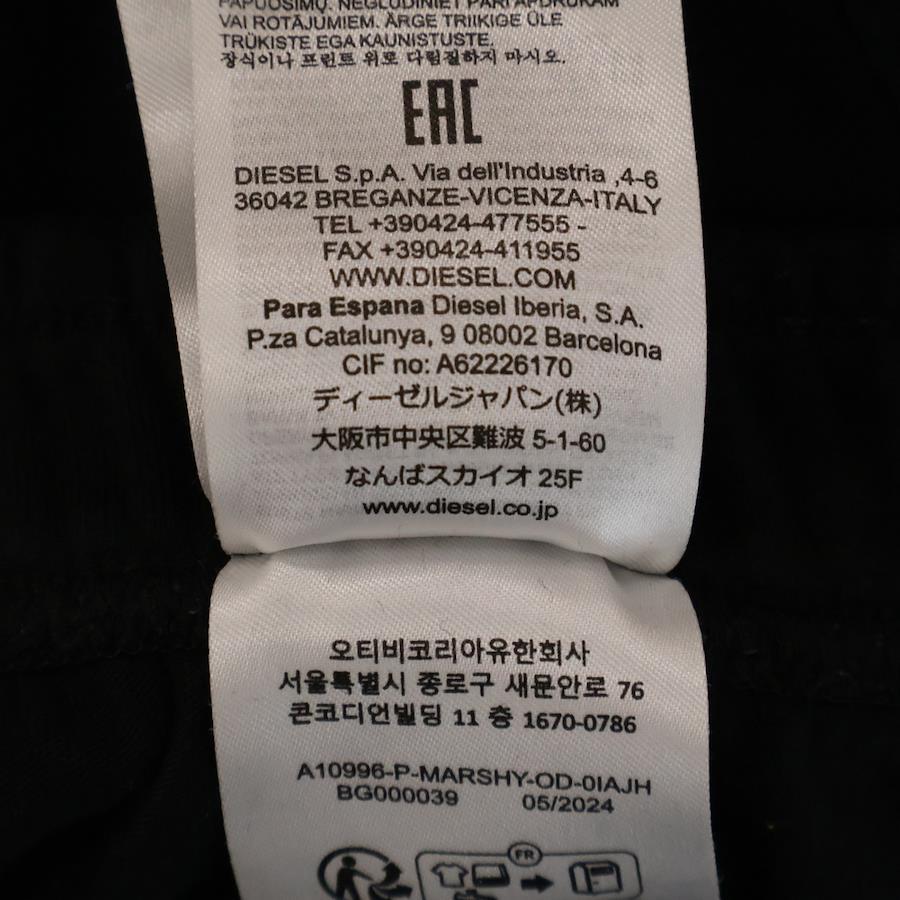 PAPUOŠIMŲ. NEGLUDINIET PĀRI APDRUKĀM
VAI ROTĀJUMIEM. ÄRGE TRIIKIGE ÜLE
TRÜKISTE EGA KAUNISTUSTE.
장식이나 프린트 위로 다림질하지 마시오.
EAC
DIESEL S.p.A. Via dell'Industria ,4-6
36042 BREGANZE-VICENZA-ITALY
TEL +390424-477555 -
FAX +390424-411955
WWW.DIESEL.COM
Para Espana Diesel Iberia, S.A.
P.za Catalunya, 9 08002 Barcelona
CIF no: A62226170
ディーゼルジャパン(株)
大阪市中央区難波 5-1-60
なんばスカイオ 25F
www.diesel.co.jp
오티비코리아유한회사
서울특별시 종로구 새문안로 76
콘코디언빌딩 11 층 1670-0786
A10996-P-MARSHY-OD-0IAJH
BG000039 05/2024
FR